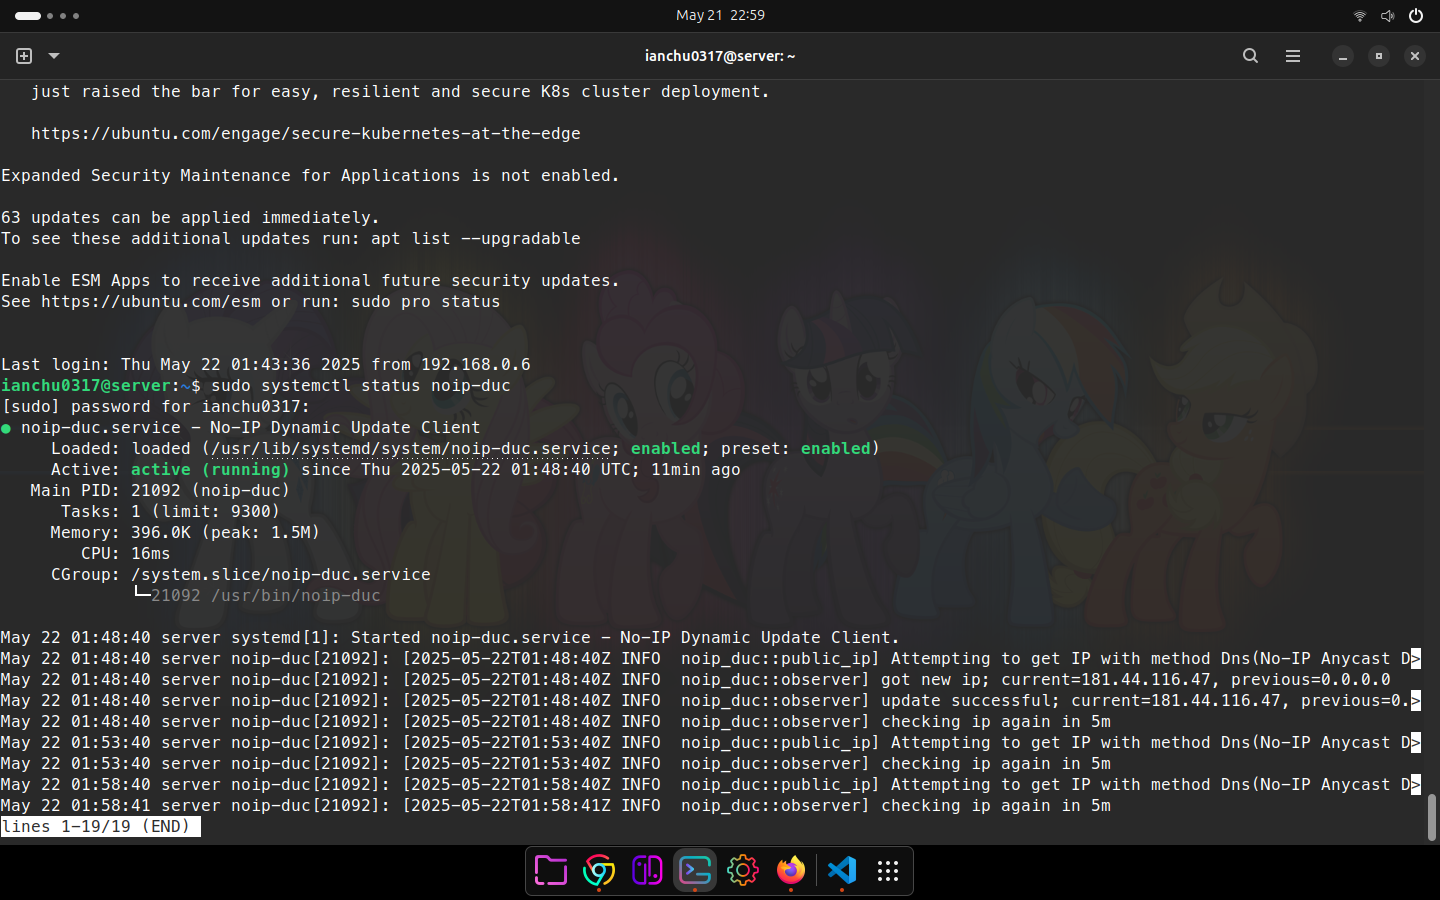 May 21 22:59
ianchu0317@server: ~
just raised the bar for easy, resilient and secure K8s cluster deployment.
https://ubuntu.com/engage/secure-kubernetes-at-the-edge
Expanded Security Maintenance for Applications is not enabled.
63 updates can be applied immediately.
To see these additional updates run: apt list --upgradable
Enable ESM Apps to receive additional future security updates.
See https://ubuntu.com/esm or run: sudo pro status
Last login: Thu May 22 01:43:36 2025 from 192.168.0.6
ianchu0317@server:~$ sudo systemctl status noip-duc
[sudo] password for ianchu0317:
● noip-duc.service - No-IP Dynamic Update Client
Loaded: loaded (/usr/lib/systemd/system/noip-duc.service; enabled; preset: enabled)
Active: active (running) since Thu 2025-05-22 01:48:40 UTC; 11min ago
Main PID: 21092 (noip-duc)
Tasks: 1 (limit: 9300)
Memory: 396.0K (peak: 1.5M)
CPU: 16ms
CGroup: /system.slice/noip-duc.service
└─21092 /usr/bin/noip-duc
May 22 01:48:40 server systemd[1]: Started noip-duc.service - No-IP Dynamic Update Client.
May 22 01:48:40 server noip-duc[21092]: [2025-05-22T01:48:40Z INFO  noip_duc::public_ip] Attempting to get IP with method Dns(No-IP Anycast D>
May 22 01:48:40 server noip-duc[21092]: [2025-05-22T01:48:40Z INFO  noip_duc::observer] got new ip; current=181.44.116.47, previous=0.0.0.0
May 22 01:48:40 server noip-duc[21092]: [2025-05-22T01:48:40Z INFO  noip_duc::observer] update successful; current=181.44.116.47, previous=0.>
May 22 01:48:40 server noip-duc[21092]: [2025-05-22T01:48:40Z INFO  noip_duc::observer] checking ip again in 5m
May 22 01:53:40 server noip-duc[21092]: [2025-05-22T01:53:40Z INFO  noip_duc::public_ip] Attempting to get IP with method Dns(No-IP Anycast D>
May 22 01:53:40 server noip-duc[21092]: [2025-05-22T01:53:40Z INFO  noip_duc::observer] checking ip again in 5m
May 22 01:58:40 server noip-duc[21092]: [2025-05-22T01:58:40Z INFO  noip_duc::public_ip] Attempting to get IP with method Dns(No-IP Anycast D>
May 22 01:58:41 server noip-duc[21092]: [2025-05-22T01:58:41Z INFO  noip_duc::observer] checking ip again in 5m
lines 1-19/19 (END)